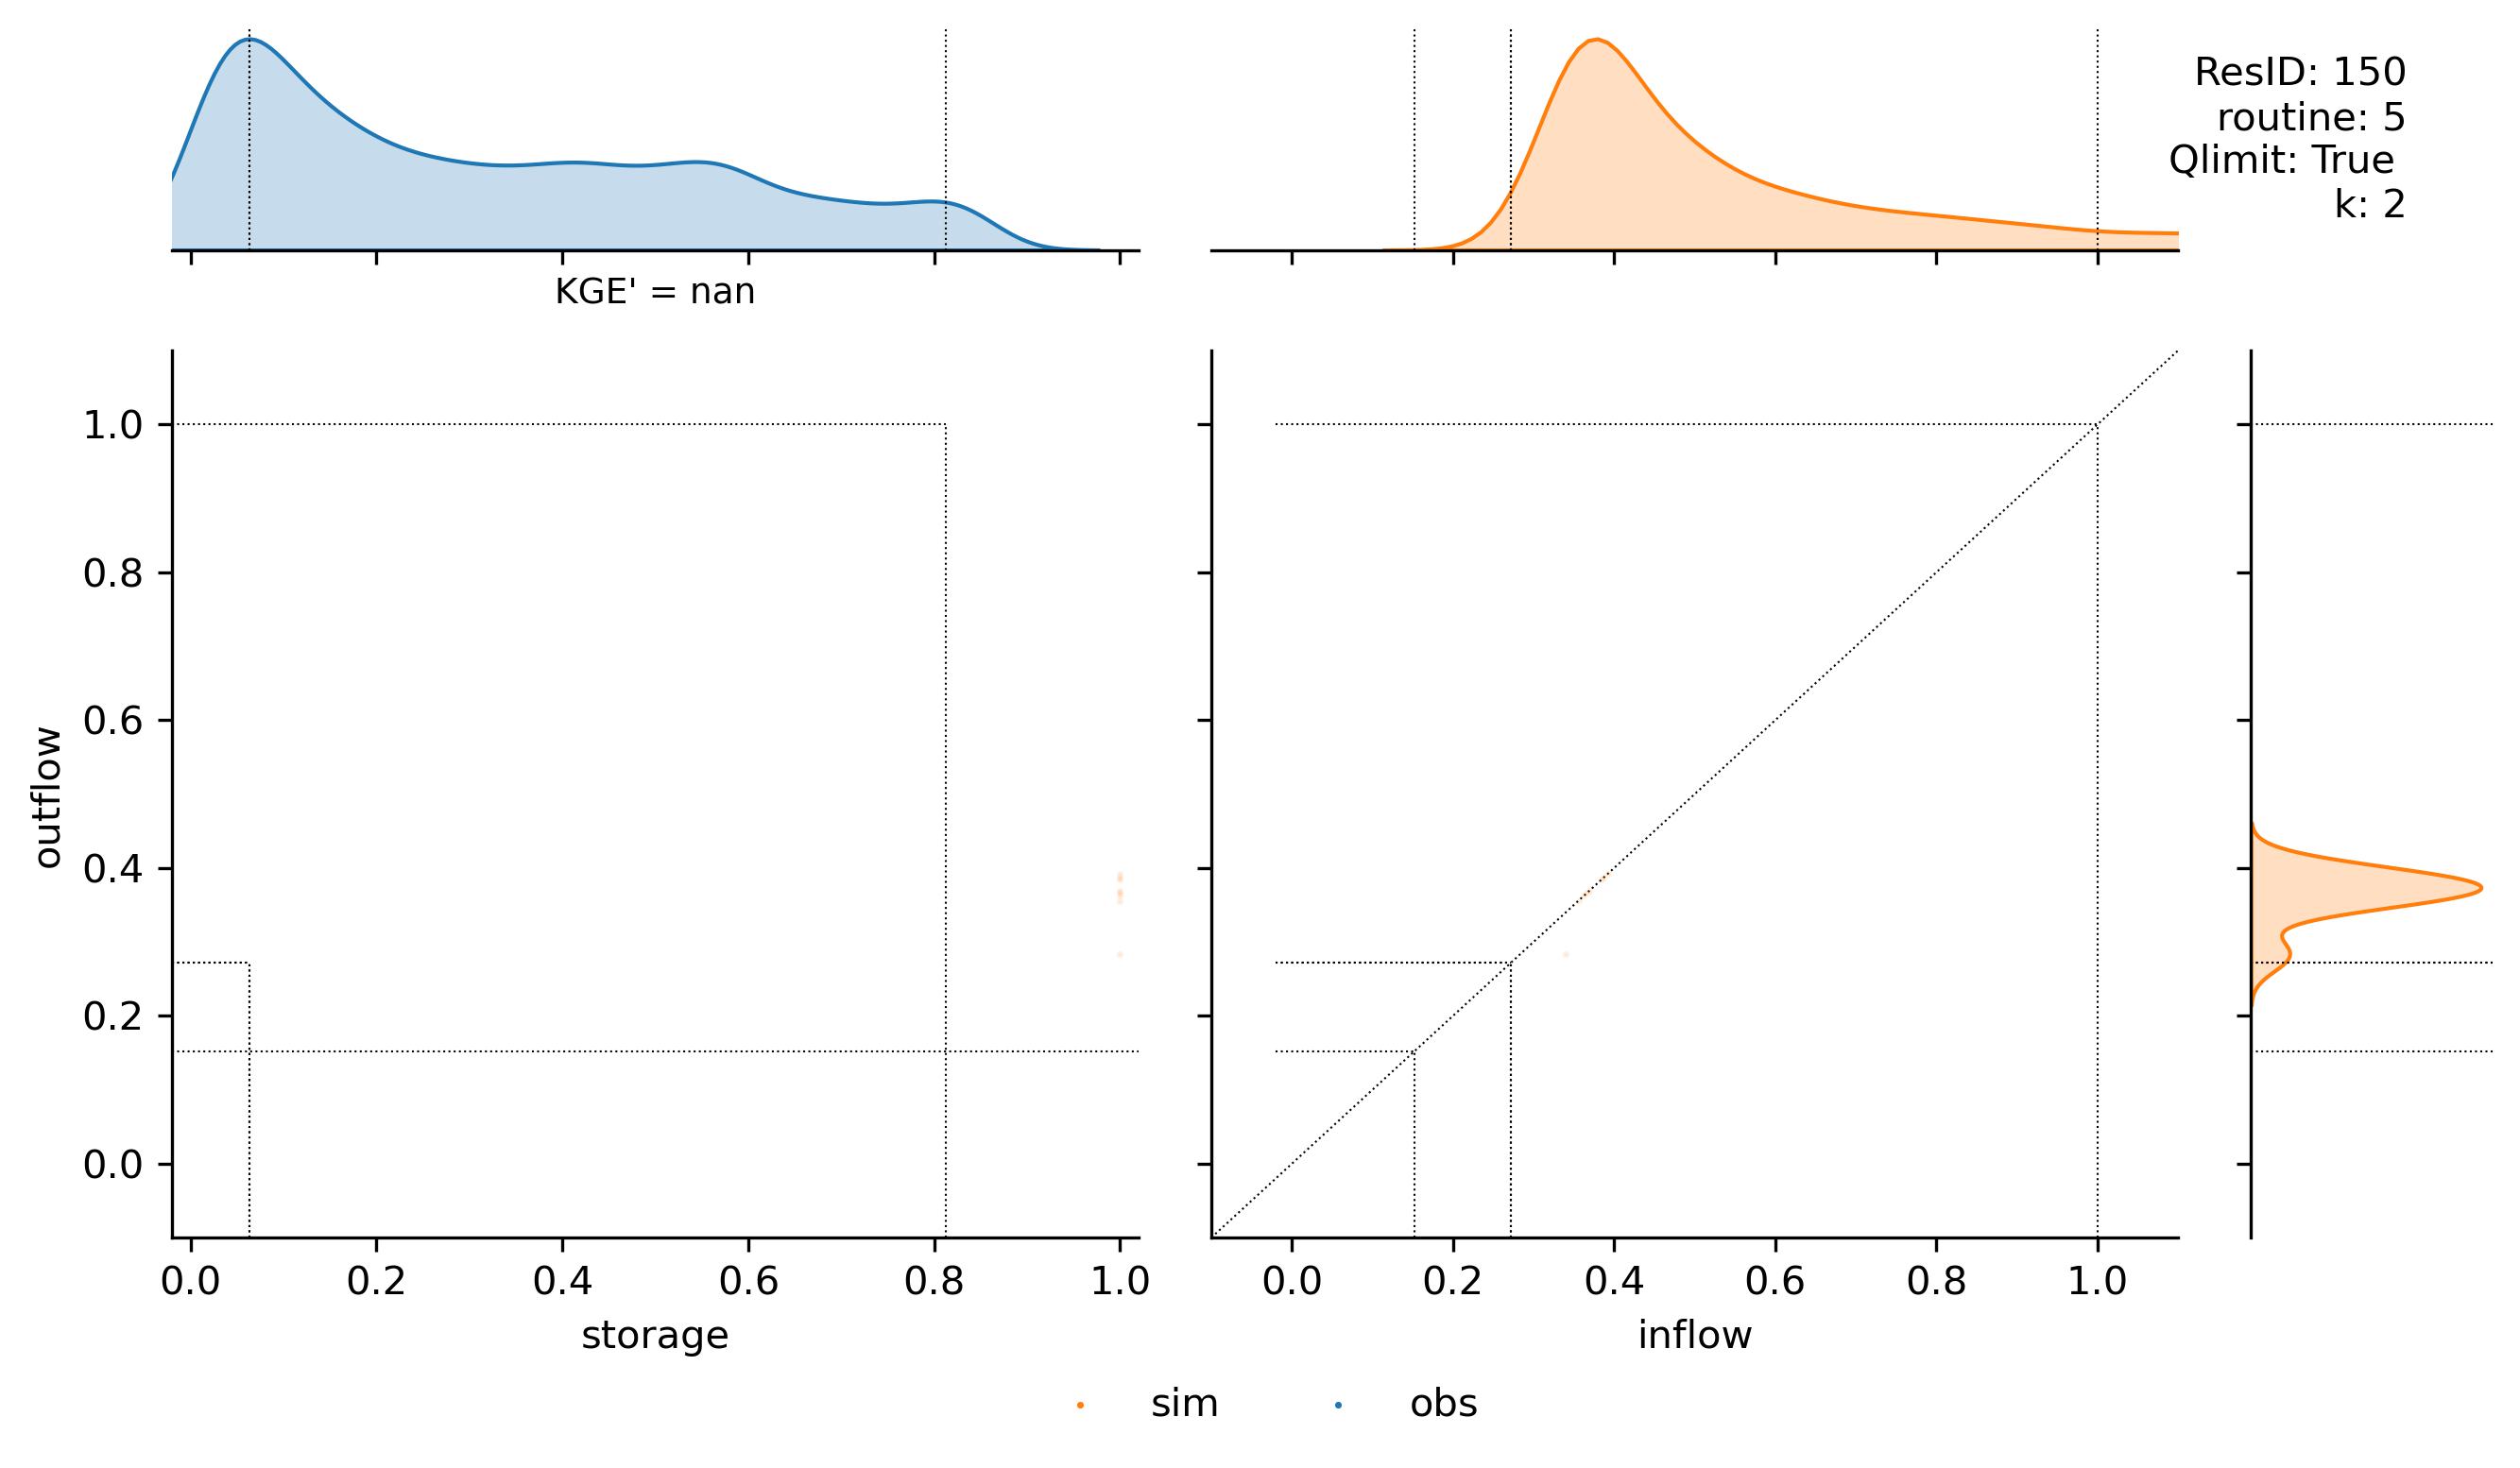 ResID: 150
routine: 5
Qlimit: True
k: 2
KGE' = nan
outflow
1.0
0.8
0.6
0.4
0.2
0.0
0.0 0.2 0.4 0.6 0.8 1.0
storage
0.0 0.2 0.4 0.6 0.8 1.0
inflow
sim obs